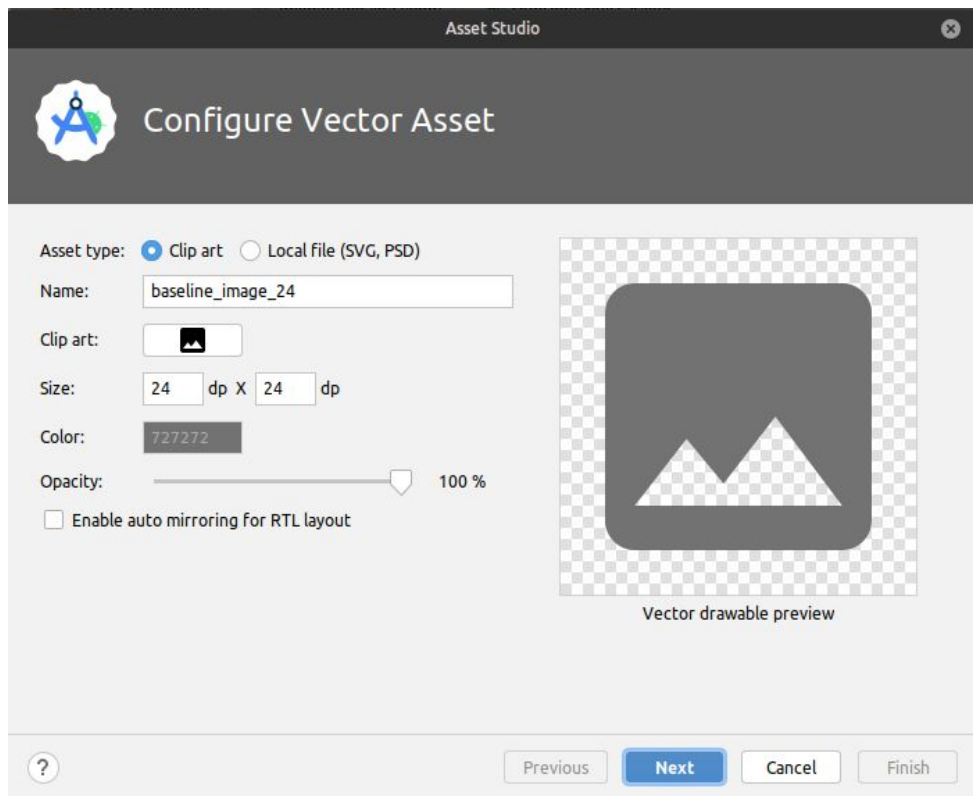 Asset Studio
Configure Vector Asset
Asset type: Clip art Local file (SVG, PSD)
Name: baseline_image_24
Clip art:
Size: 24 dp X 24 dp
Color: 727272
Opacity: 100 %
Enable auto mirroring for RTL layout
Vector drawable preview
? Previous Next Cancel Finish